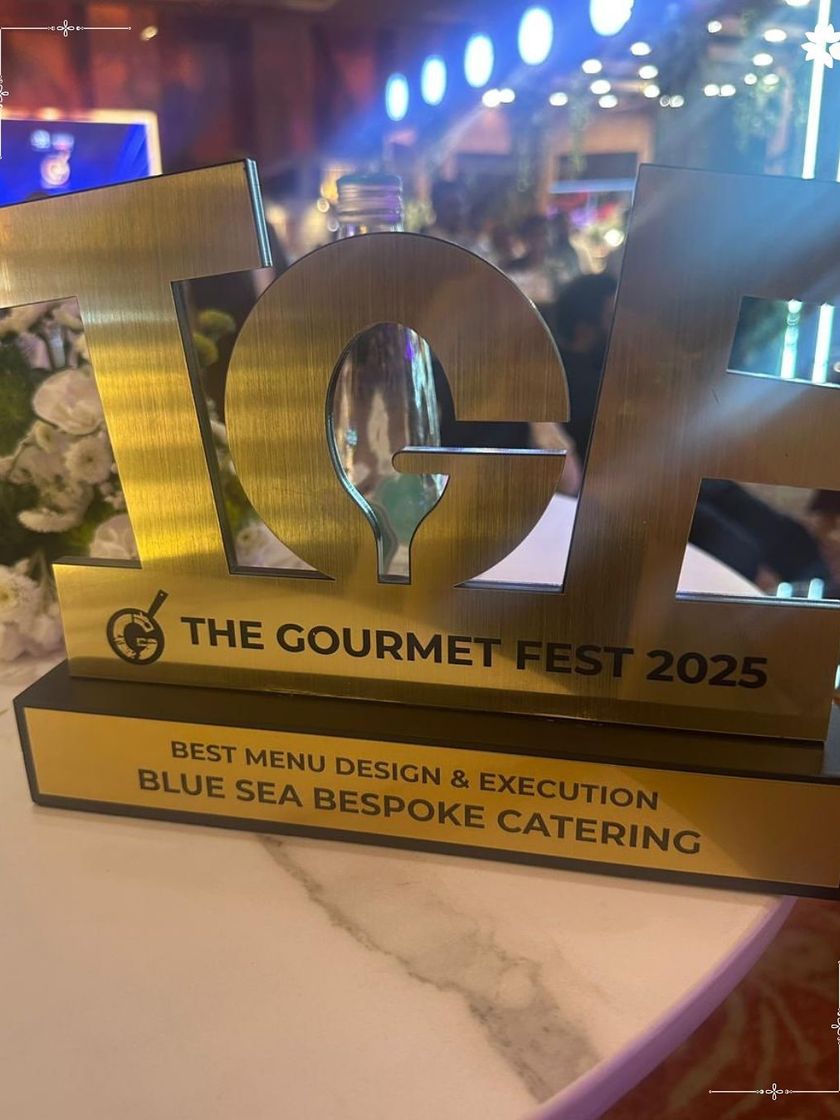 TGF
THE GOURMET FEST 2025
BEST MENU DESIGN & EXECUTION
BLUE SEA BESPOKE CATERING